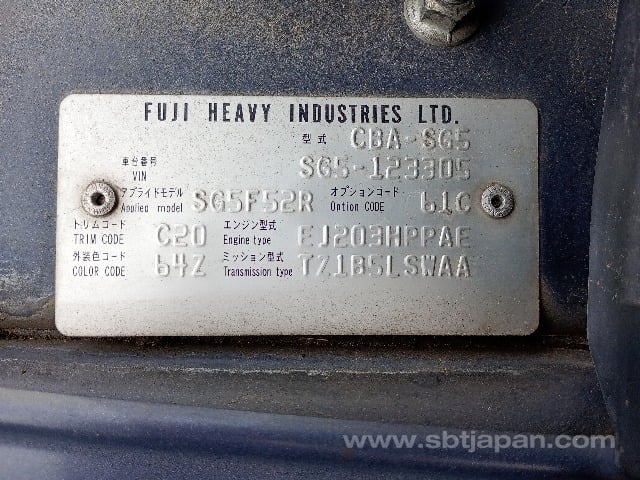 FUJI HEAVY INDUSTRIES LTD.
型式 CBA-SG5
車台番号 VIN SG5-123305
アプライドモデル Applied model SG5F52R オプションコード Option CODE 61C
トリムコード TRIM CODE C20 エンジン型式 Engine type EJ203HPPAE
外装色コード COLOR CODE 64Z ミッション型式 Transmission type TZ1B5LSWAA
www.sbtjapan.com/